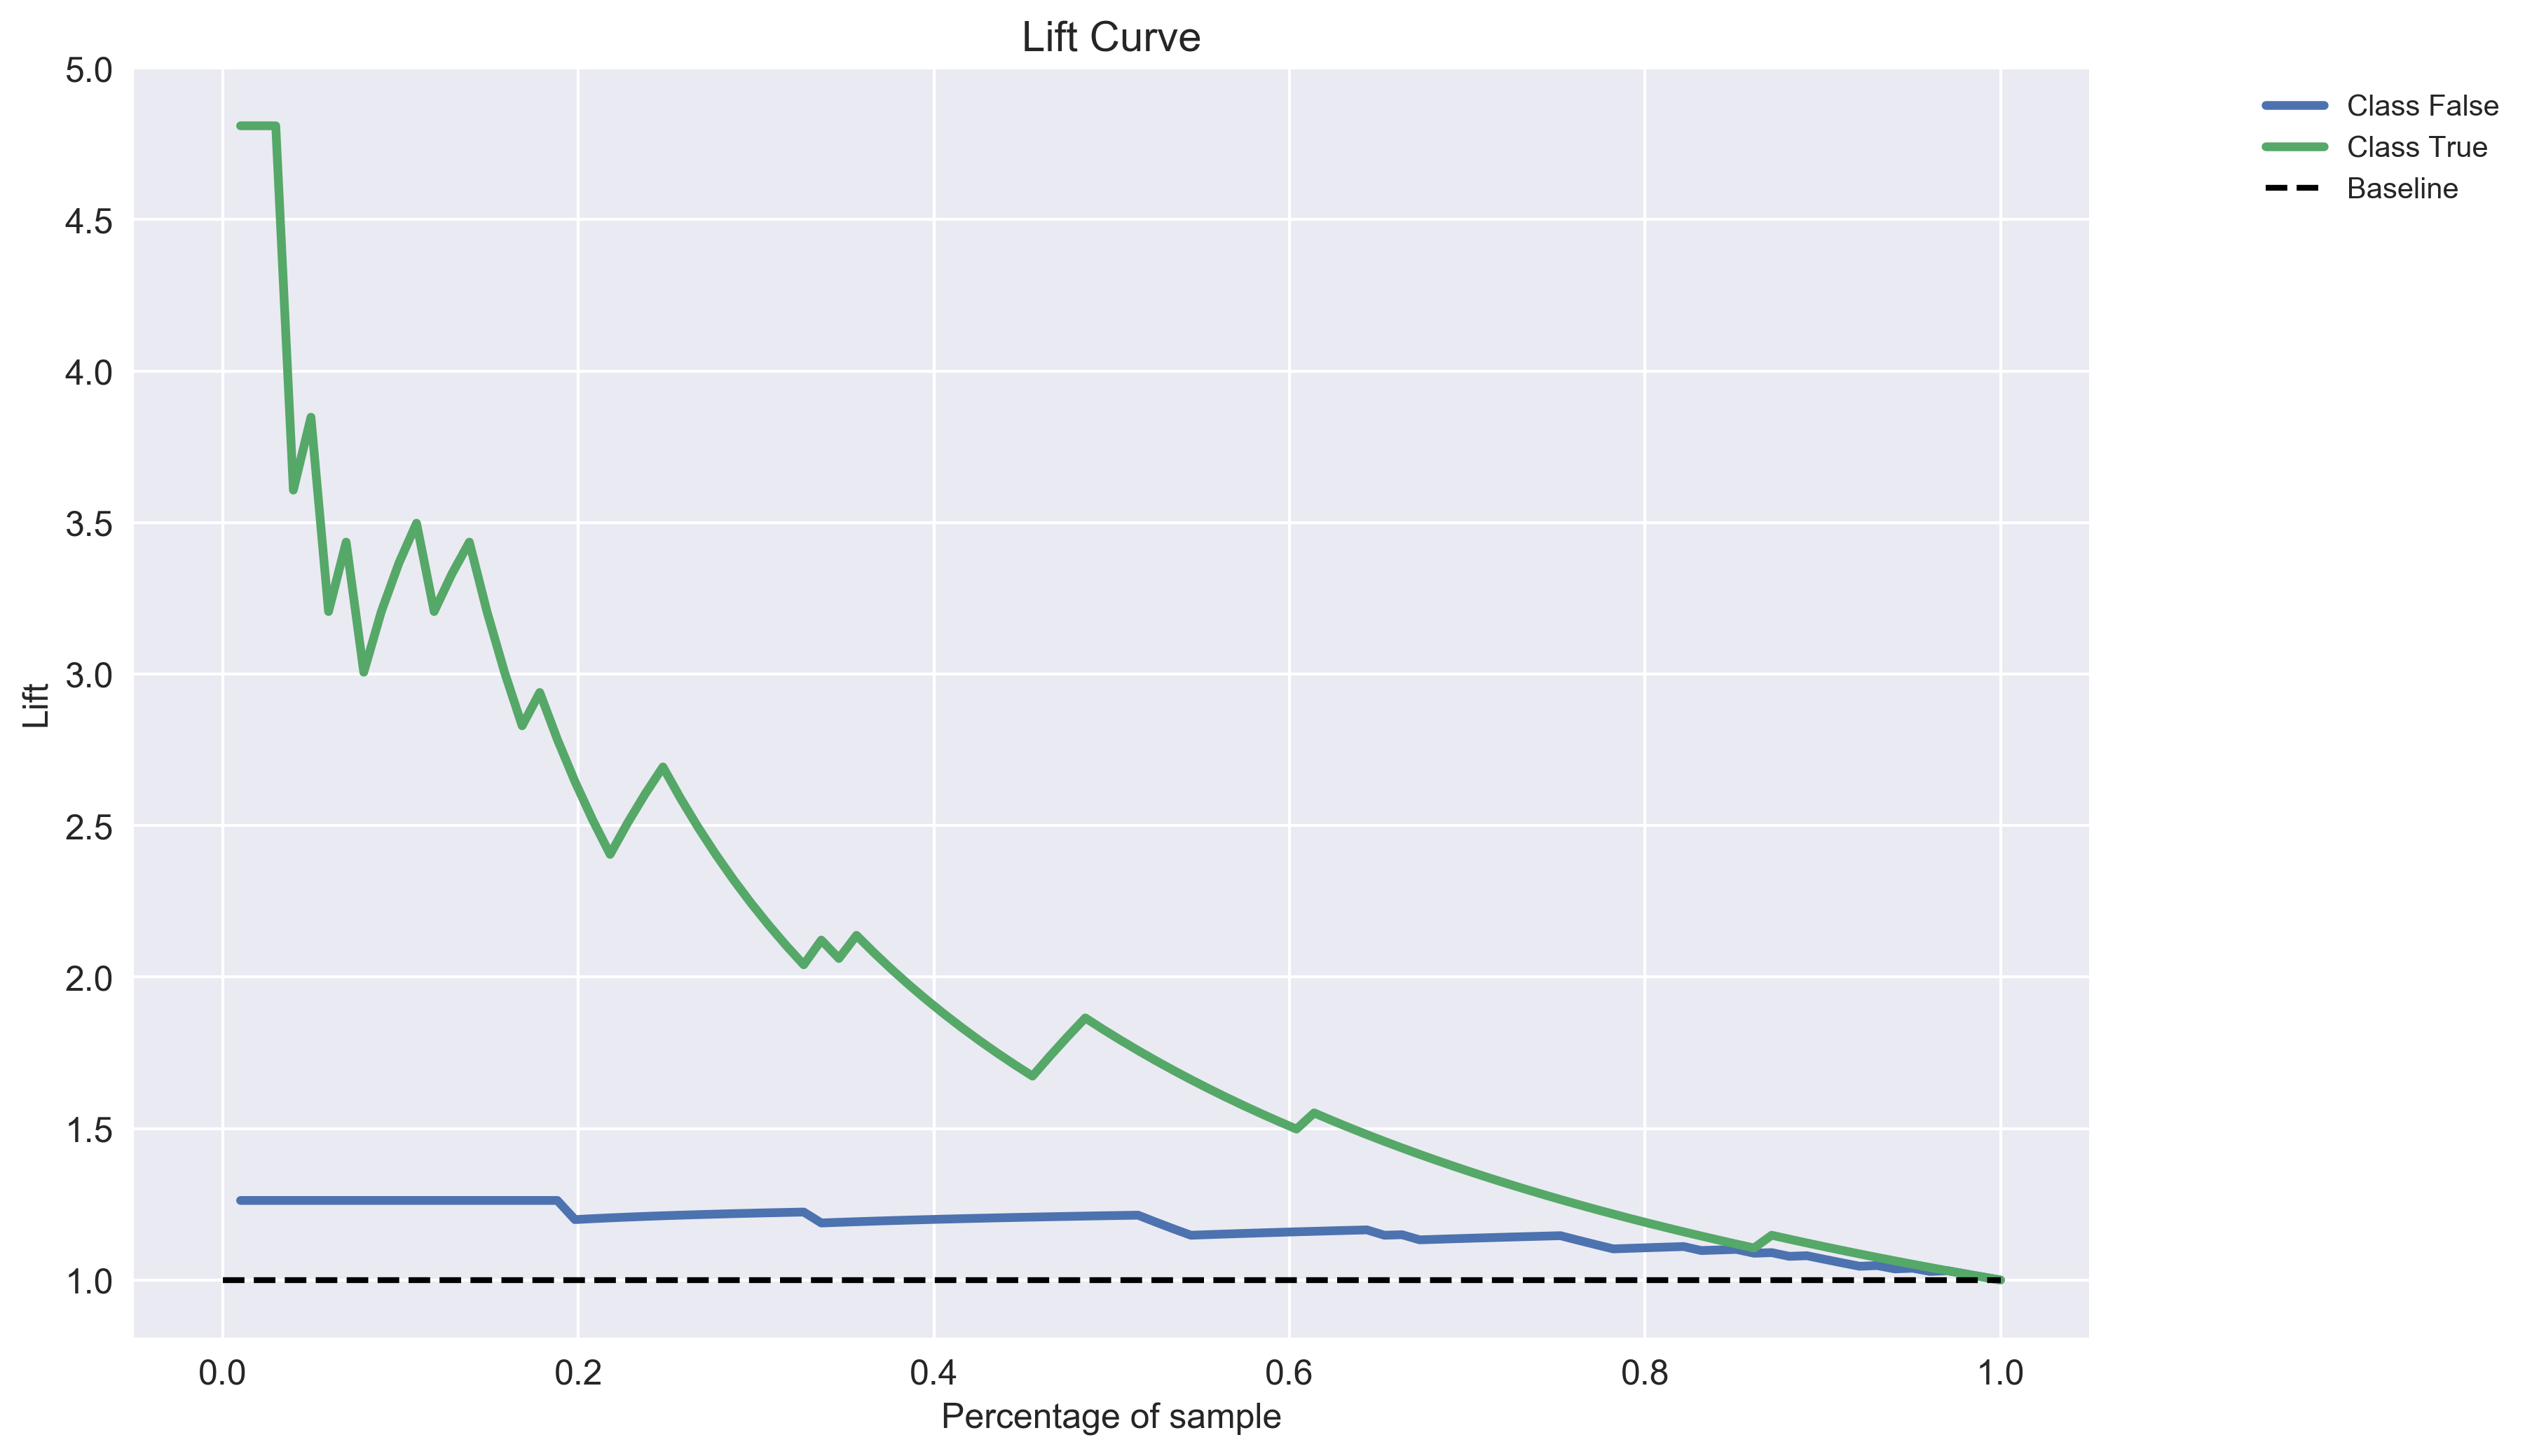 Lift Curve
5.0
4.5
4.0
3.5
3.0
2.5
2.0
1.5
1.0
Lift
0.0 0.2 0.4 0.6 0.8 1.0
Percentage of sample
Class False
Class True
Baseline